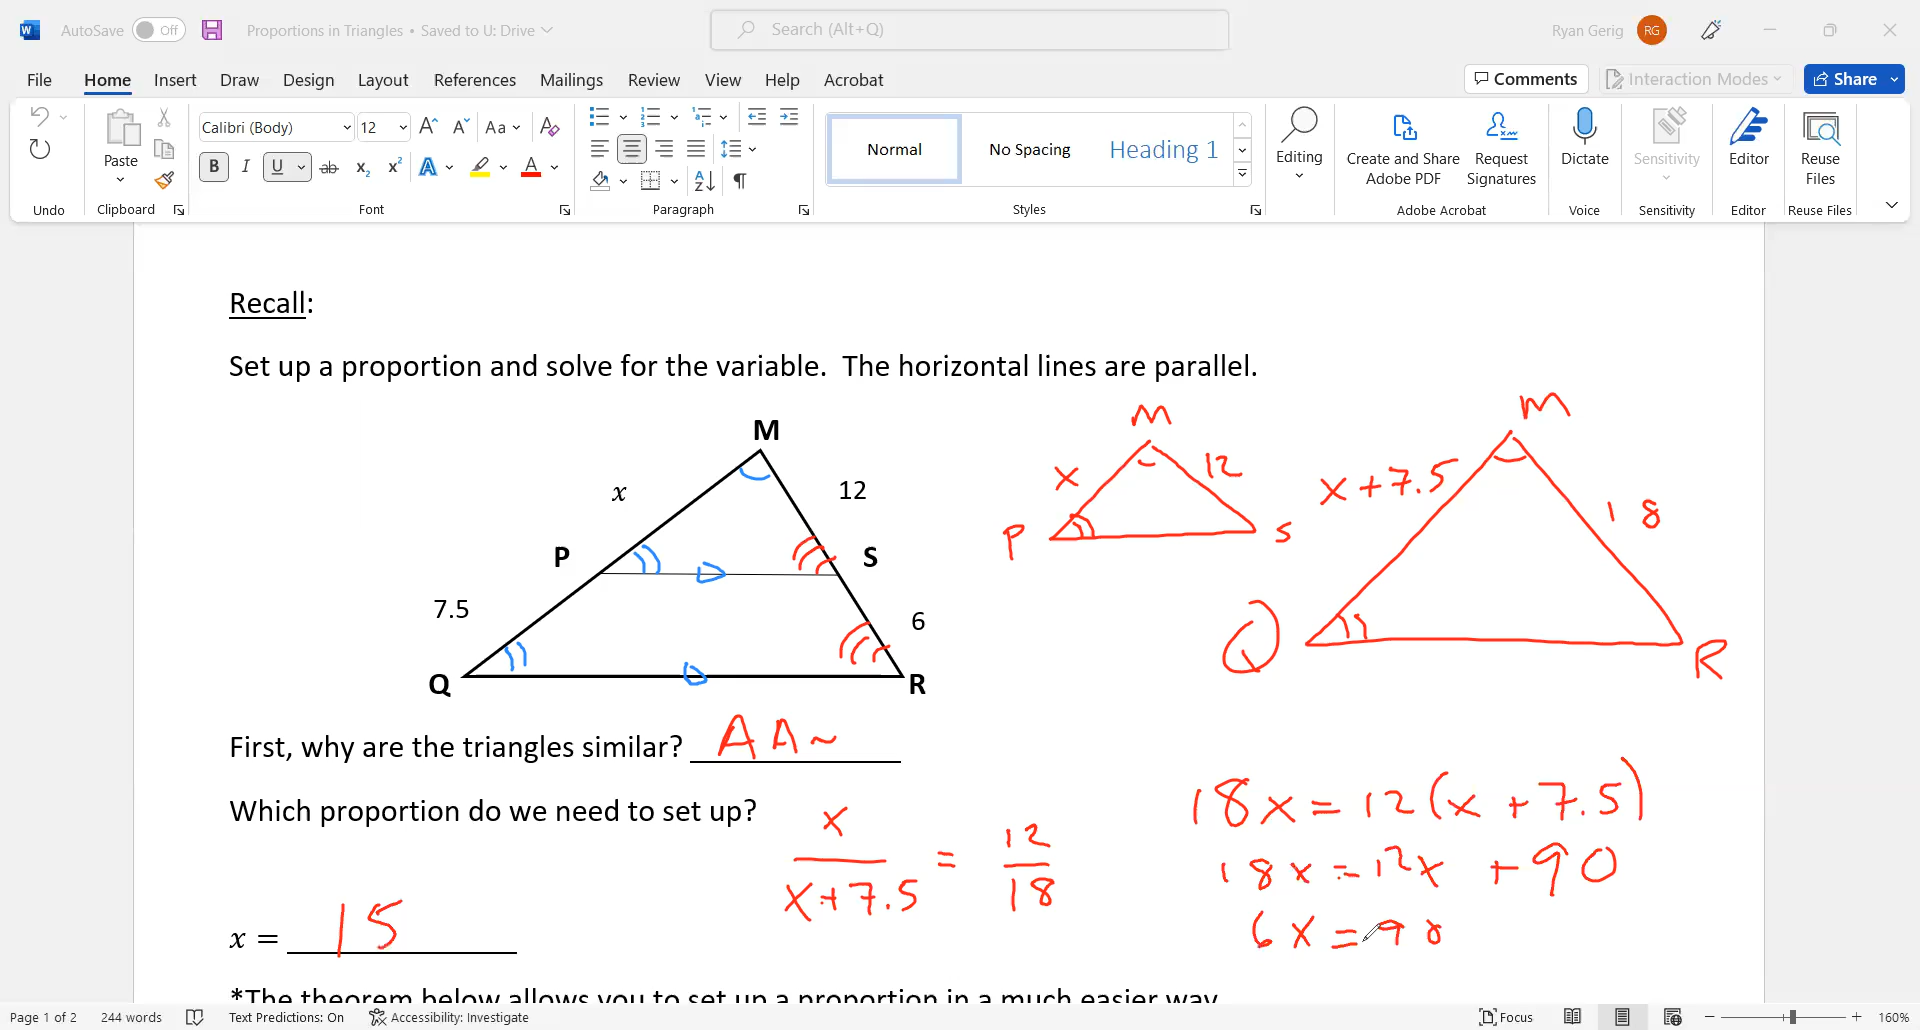 AutoSave Off Proportions in Triangles • Saved to U: Drive Search (Alt+Q) Ryan Gerig RG
File Home Insert Draw Design Layout References Mailings Review View Help Acrobat Comments Interaction Modes Share
Calibri (Body) 12 Aa
Paste
B I U ab x₂ x² A A
Normal No Spacing Heading 1
Editing
Create and Share Adobe PDF
Request Signatures
Dictate
Sensitivity
Editor
Reuse Files
Undo Clipboard Font Paragraph Styles Adobe Acrobat Voice Sensitivity Editor Reuse Files
Recall:
Set up a proportion and solve for the variable. The horizontal lines are parallel.
M
x 12
P S
7.5 6
Q R
M
x 12
P S
M
x+7.5 18
Q R
First, why are the triangles similar? AA~
Which proportion do we need to set up?
x/(x+7.5) = 12/18
18x=12(x+7.5)
18x=12x+90
6x=90
x = 15
*The theorem below allows you to set up a proportion in a much easier way
Page 1 of 2 244 words Text Predictions: On Accessibility: Investigate Focus 160%